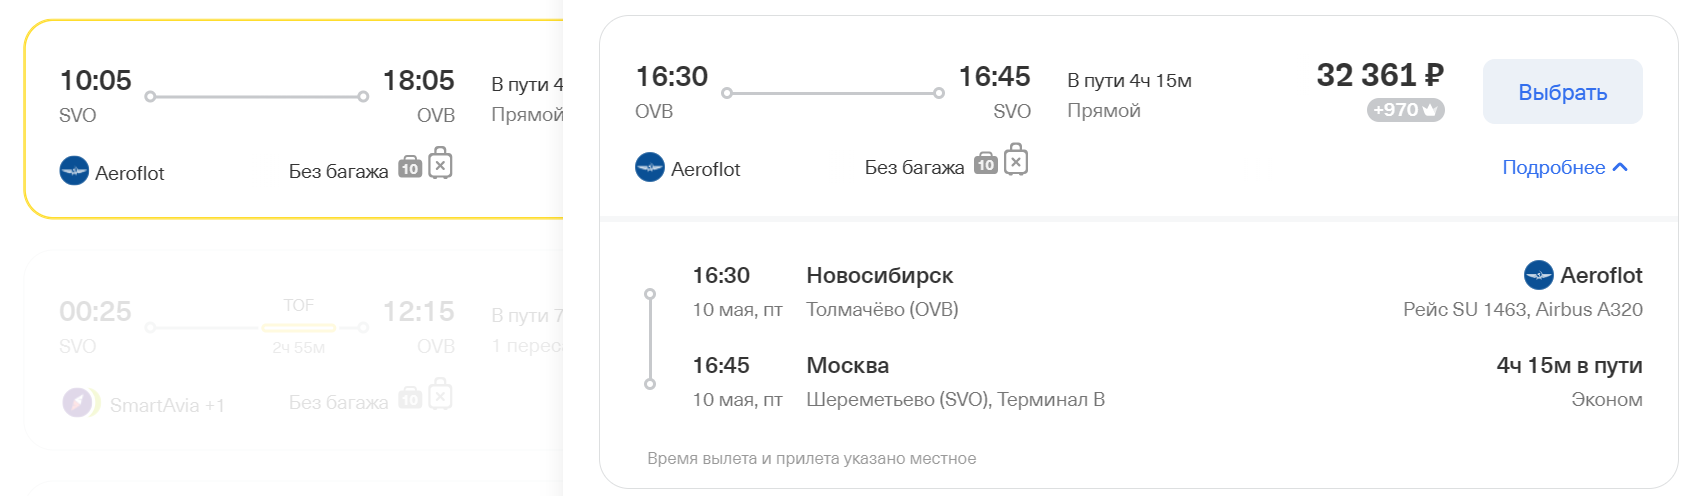 10:05
18:05
В пути 4
SVO
OVB
Прямой
Aeroflot
Без багажа
10
00:25
TOF
12:15
В пути 7
SVO
2ч 55м
OVB
1 перес
SmartAvia +1
Без багажа
10
16:30
16:45
В пути 4ч 15м
32 361 ₽
Выбрать
OVB
SVO
Прямой
+970
Aeroflot
Без багажа
10
Подробнее
16:30
Новосибирск
Aeroflot
10 мая, пт
Толмачёво (OVB)
Рейс SU 1463, Airbus A320
16:45
Москва
4ч 15м в пути
10 мая, пт
Шереметьево (SVO), Терминал B
Эконом
Время вылета и прилета указано местное